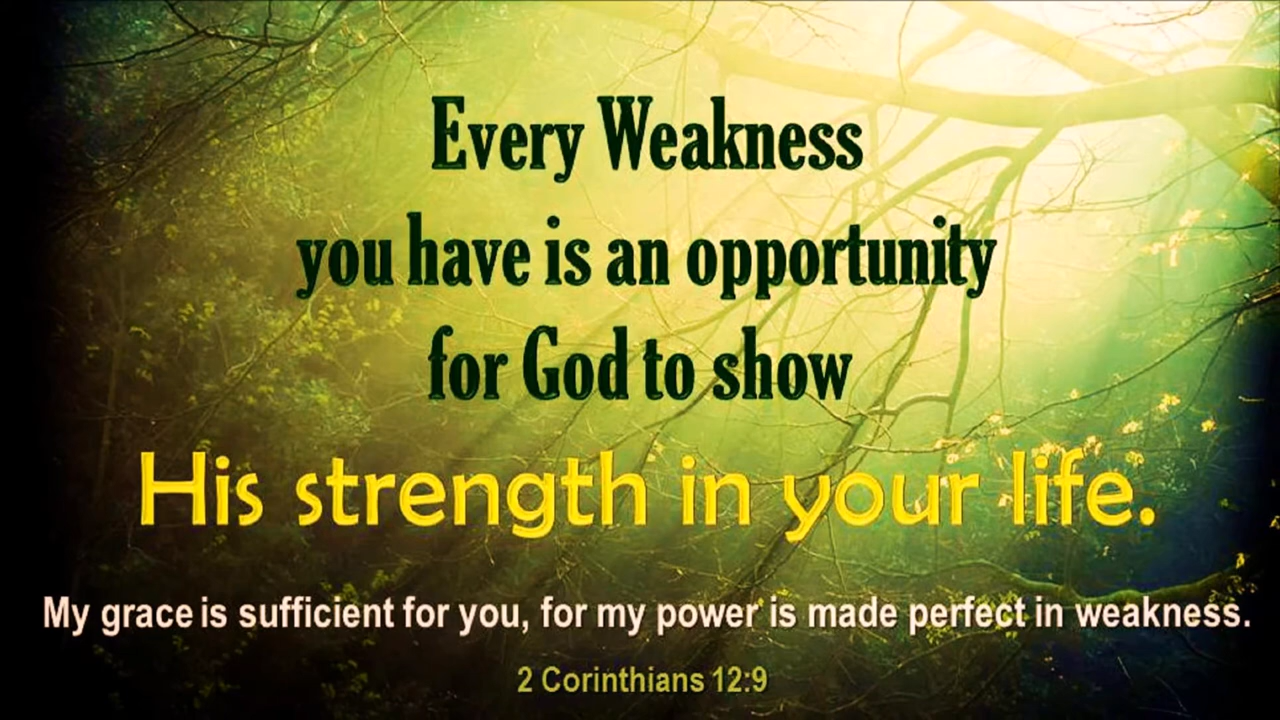 Every Weakness
you have is an opportunity
for God to show
His strength in your life.
My grace is sufficient for you, for my power is made perfect in weakness.
2 Corinthians 12:9